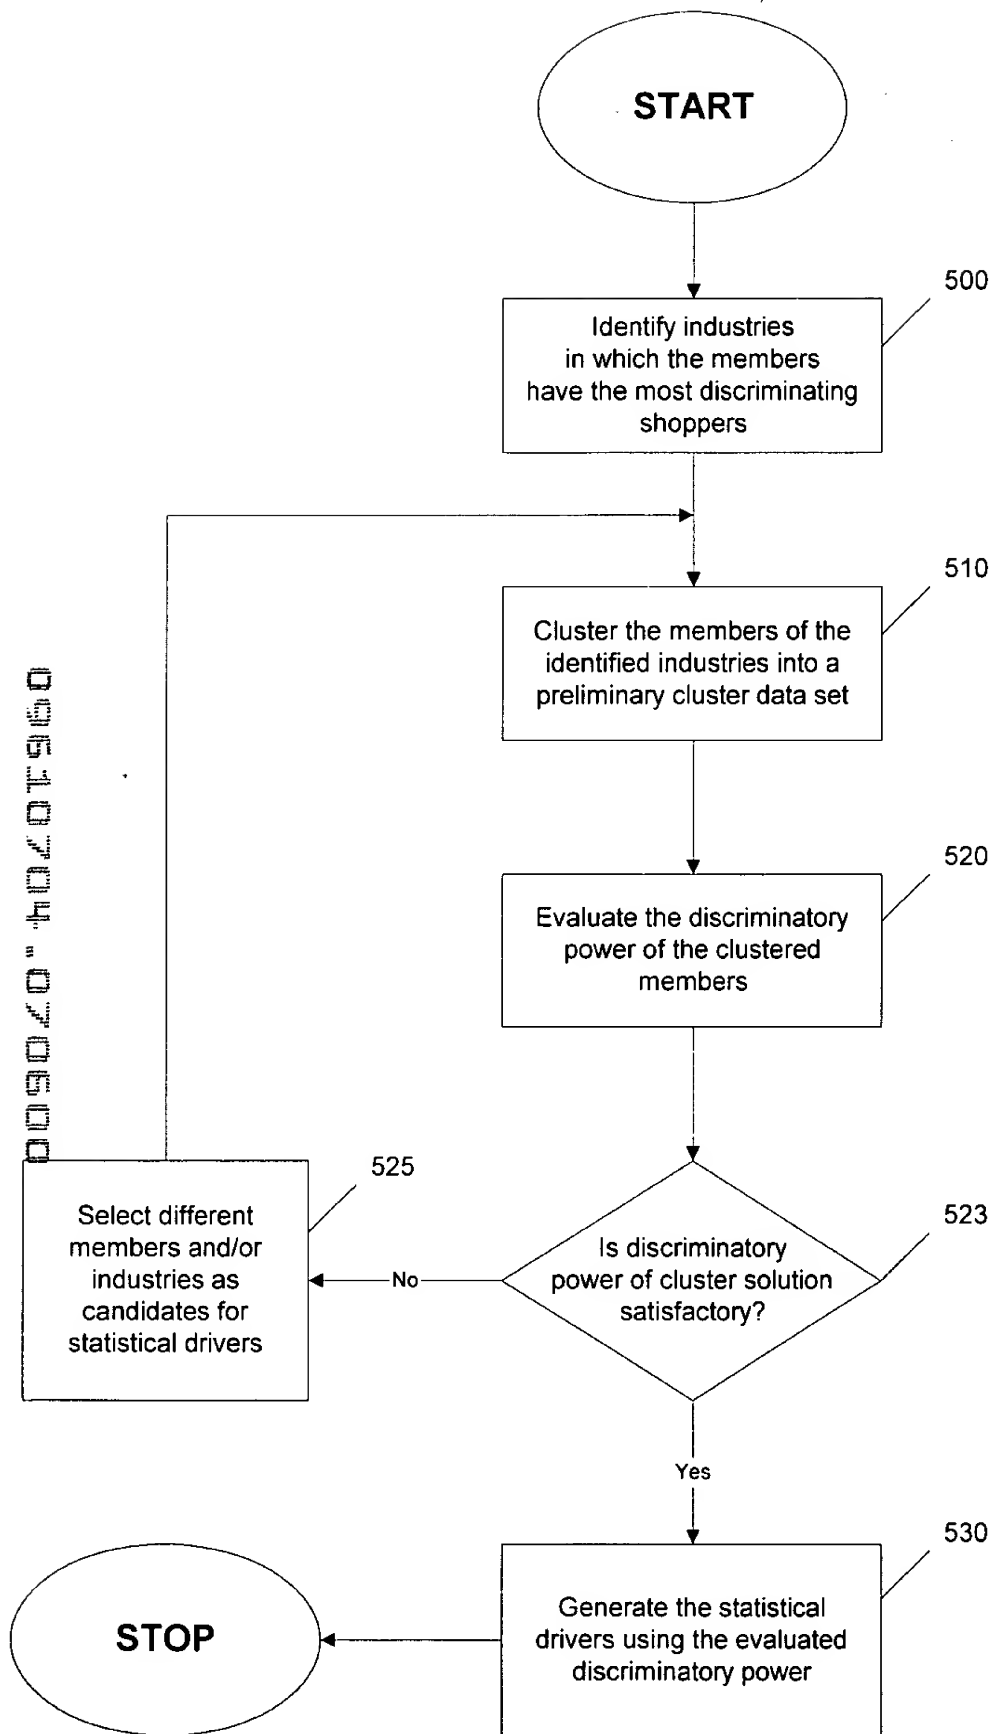 START
500
Identify industries
in which the members
have the most discriminating
shoppers
510
Cluster the members of the
identified industries into a
preliminary cluster data set
520
Evaluate the discriminatory
power of the clustered
members
09610704.070600
525
Select different
members and/or
industries as
candidates for
statistical drivers
No
523
Is discriminatory
power of cluster solution
satisfactory?
Yes
530
Generate the statistical
drivers using the evaluated
discriminatory power
STOP